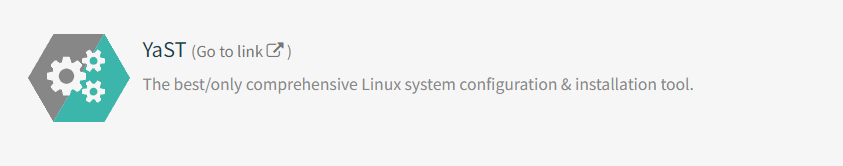 YaST (Go to link )
The best/only comprehensive Linux system configuration & installation tool.